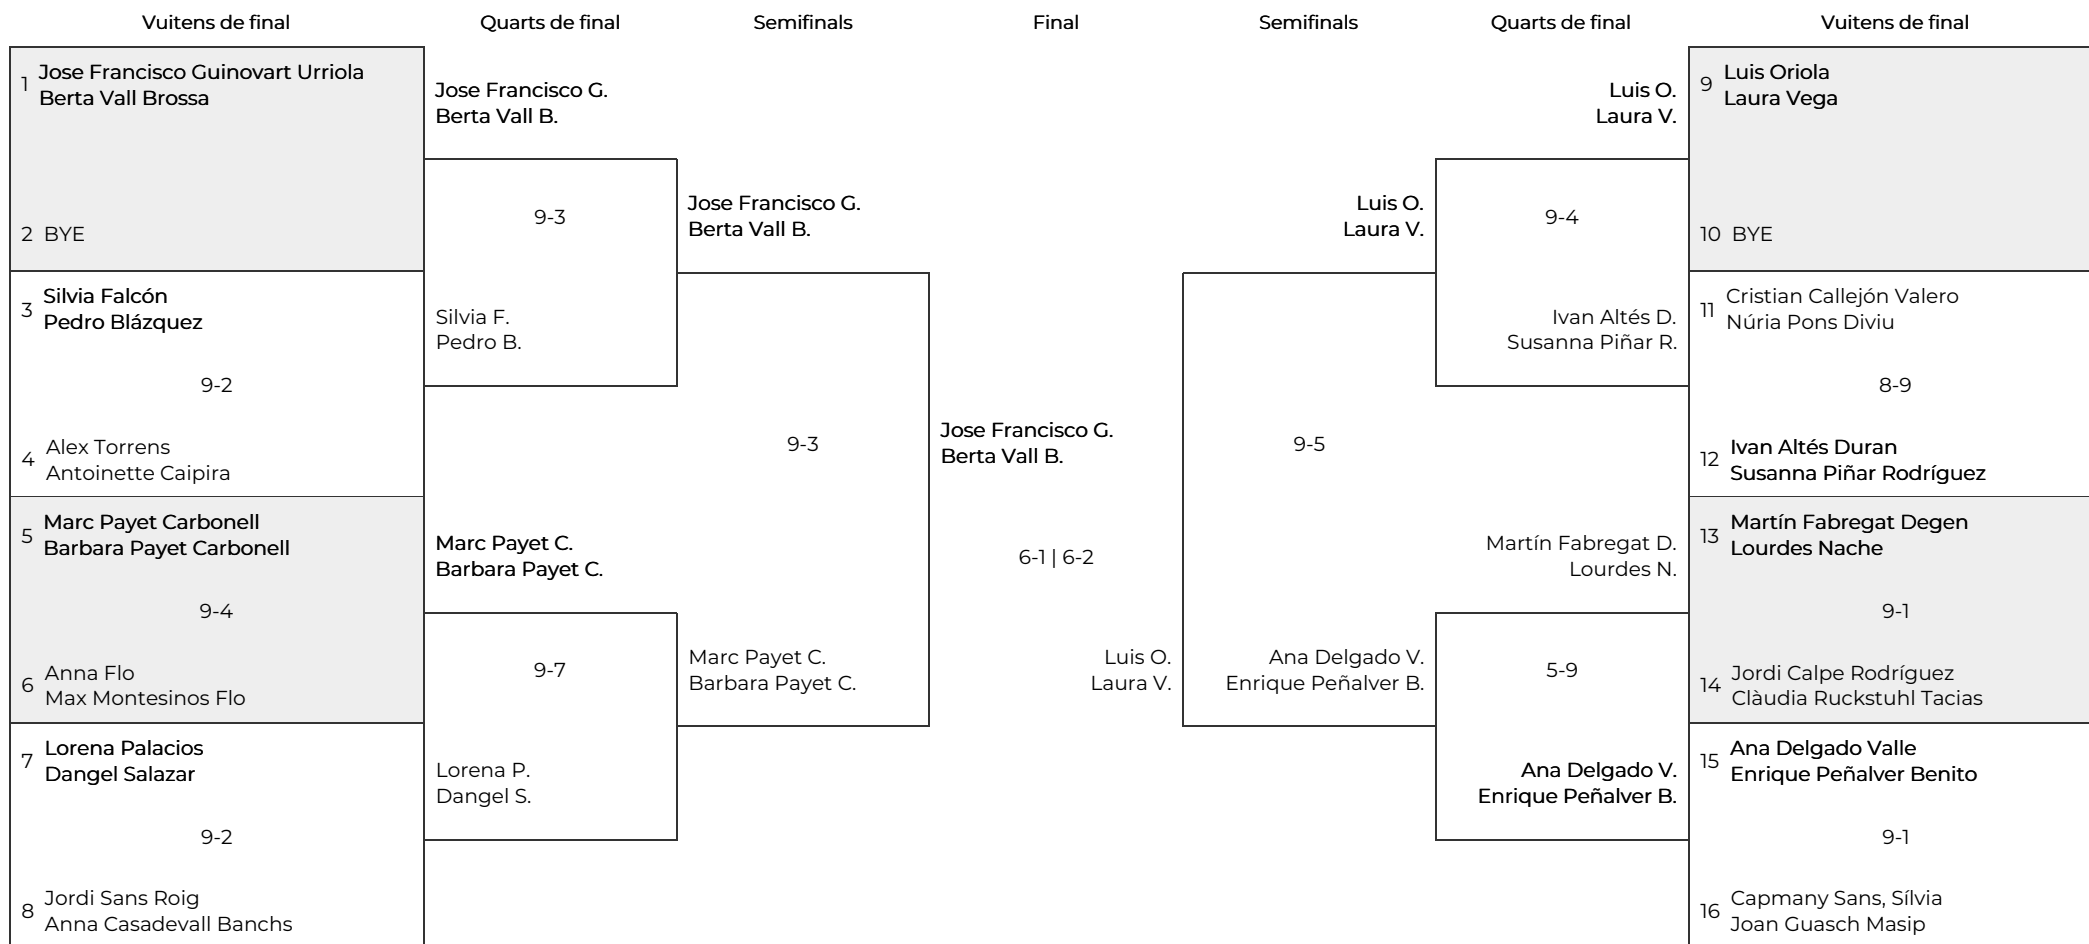 Vuitens de final
Quarts de final
Semifinals
Final
Semifinals
Quarts de final
Vuitens de final
1 Jose Francisco Guinovart Urriola
Berta Vall Brossa
2 BYE
3 Silvia Falcón
Pedro Blázquez
9-2
4 Alex Torrens
Antoinette Caipira
5 Marc Payet Carbonell
Barbara Payet Carbonell
9-4
6 Anna Flo
Max Montesinos Flo
7 Lorena Palacios
Dangel Salazar
9-2
8 Jordi Sans Roig
Anna Casadevall Banchs
Jose Francisco G.
Berta Vall B.
9-3
Silvia F.
Pedro B.
Marc Payet C.
Barbara Payet C.
9-7
Lorena P.
Dangel S.
Jose Francisco G.
Berta Vall B.
9-3
Marc Payet C.
Barbara Payet C.
Jose Francisco G.
Berta Vall B.
6-1 | 6-2
Luis O.
Laura V.
Luis O.
Laura V.
9-5
Ana Delgado V.
Enrique Peñalver B.
Luis O.
Laura V.
9-4
Ivan Altés D.
Susanna Piñar R.
Martín Fabregat D.
Lourdes N.
5-9
Ana Delgado V.
Enrique Peñalver B.
9 Luis Oriola
Laura Vega
10 BYE
11 Cristian Callejón Valero
Núria Pons Diviu
8-9
12 Ivan Altés Duran
Susanna Piñar Rodríguez
13 Martín Fabregat Degen
Lourdes Nache
9-1
14 Jordi Calpe Rodríguez
Clàudia Ruckstuhl Tacias
15 Ana Delgado Valle
Enrique Peñalver Benito
9-1
16 Capmany Sans, Sílvia
Joan Guasch Masip